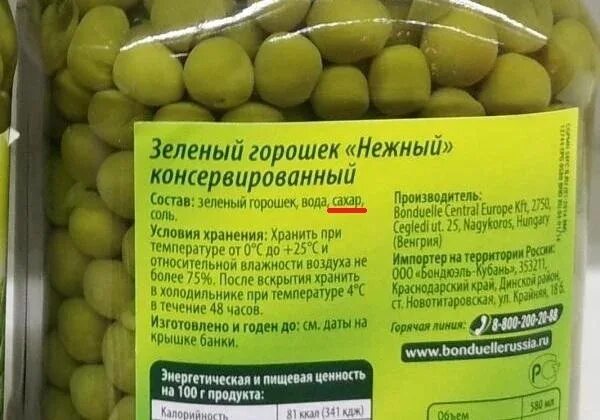 Зеленый горошек «Нежный»
консервированный
Состав: зеленый горошек, вода, сахар,
соль.
Условия хранения: Хранить при
температуре от 0°С до +25°С и
относительной влажности воздуха не
более 75%. После вскрытия хранить
в холодильнике при температуре 4°С
в течение 48 часов.
Изготовлено и годен до: см. даты на
крышке банки.
Энергетическая и пищевая ценность
на 100 г продукта:
Калорийность 81 ккал (341 кдж)
Производитель:
Bonduelle Central Europe Kft, 2750,
Cegledi ut. 25, Nagykoros, Hungary
(Венгрия)
Импортер на территории России:
ООО «Бондюэль-Кубань», 353211,
Краснодарский край, Динской район,
ст. Новотитаровская, ул. Крайняя, 18 б.
Горячая линия: 8-800-200-20-88
www.bonduellerussia.ru
Объем 580 мл